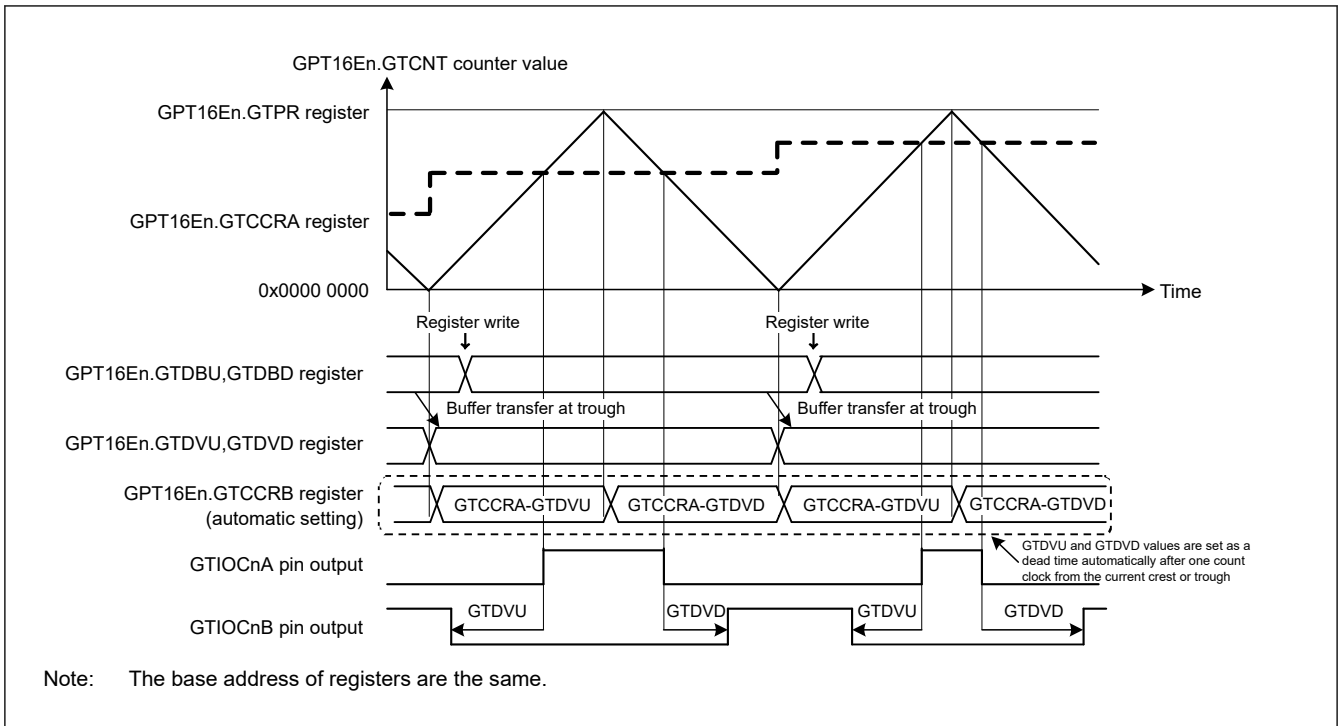 GPT16En.GTCNT counter value
GPT16En.GTPR register
GPT16En.GTCCRA register
0x0000 0000
Time
Register write
Register write
GPT16En.GTDBU,GTDBD register
Buffer transfer at trough
Buffer transfer at trough
GPT16En.GTDVU,GTDVD register
GPT16En.GTCCRB register
(automatic setting)
GTCCRA-GTDVU
GTCCRA-GTDVD
GTCCRA-GTDVU
GTCCRA-GTDVD
GTDVU and GTDVD values are set as a
dead time automatically after one count
clock from the current crest or trough
GTIOCnA pin output
GTDVU
GTDVD
GTDVU
GTDVD
GTIOCnB pin output
Note: The base address of registers are the same.